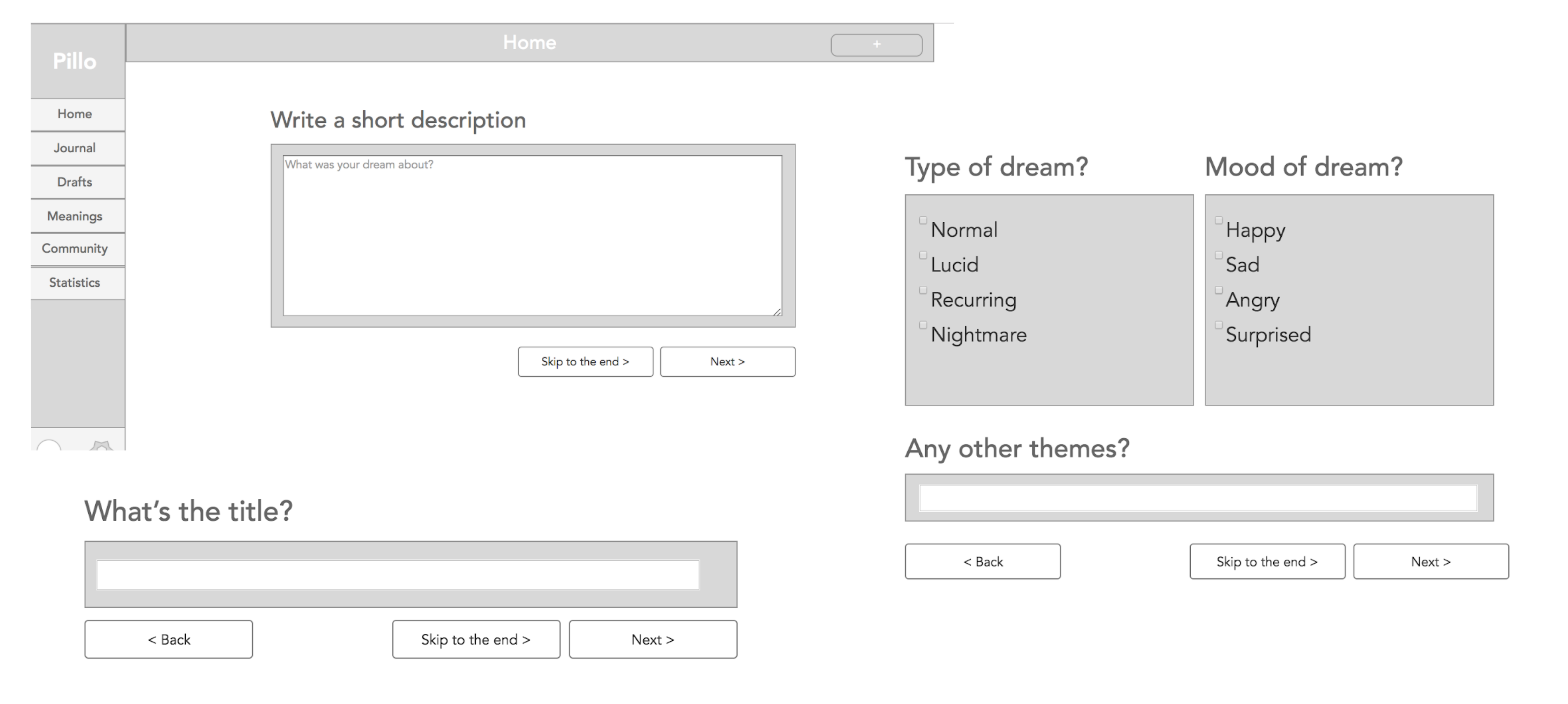 Pillo
Home
+
Home
Journal
Drafts
Meanings
Community
Statistics
Write a short description
What was your dream about?
Skip to the end >
Next >
Type of dream?
Normal
Lucid
Recurring
Nightmare
Mood of dream?
Happy
Sad
Angry
Surprised
Any other themes?
< Back
Skip to the end >
Next >
What's the title?
< Back
Skip to the end >
Next >